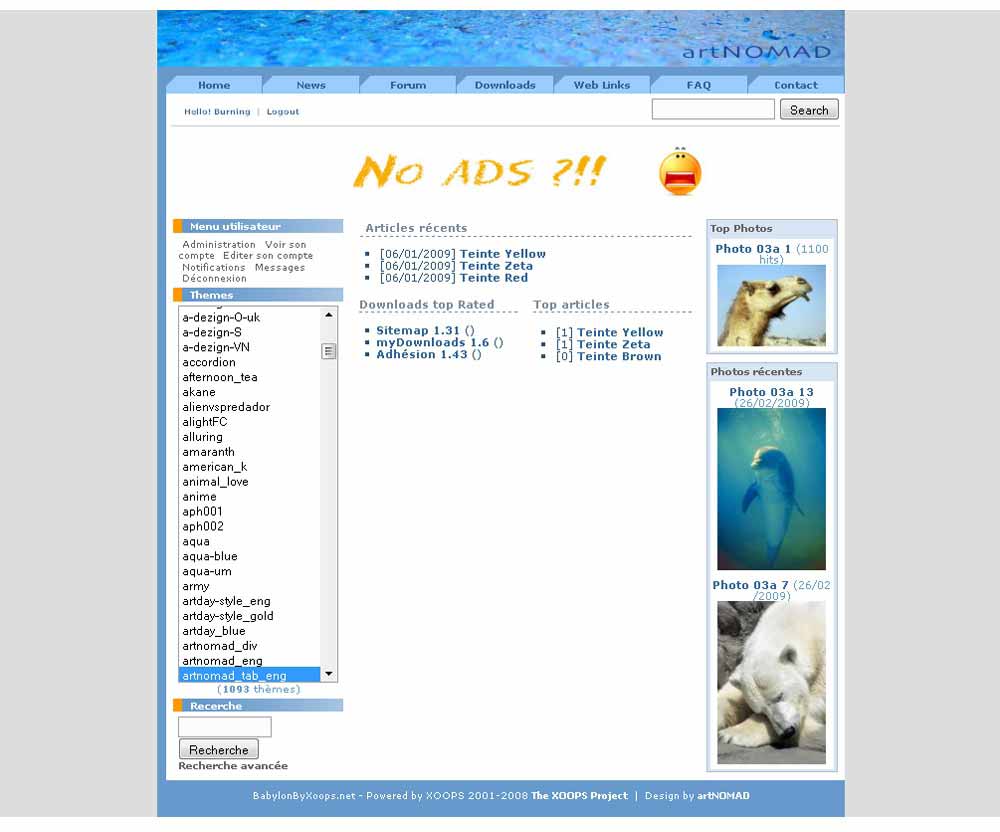 artNOMAD
Home News Forum Downloads Web Links FAQ Contact
Hello! Burning | Logout
Search
No ADS ?!!
Menu utilisateur
Administration Voir son
compte Editer son compte
Notifications Messages
Déconnexion
Themes
a-dezign-O-uk
a-dezign-S
a-dezign-VN
accordion
afternoon_tea
akane
alienvspredador
alightFC
alluring
amaranth
american_k
animal_love
anime
aph001
aph002
aqua
aqua-blue
aqua-um
army
artday-style_eng
artday-style_gold
artday_blue
artnomad_div
artnomad_eng
artnomad_tab_eng
(1093 thèmes)
Recerche
Recherche
Recherche avancée
Articles récents
[06/01/2009] Teinte Yellow
[06/01/2009] Teinte Zeta
[06/01/2009] Teinte Red
Downloads top Rated
Sitemap 1.31 ()
myDownloads 1.6 ()
Adhésion 1.43 ()
Top articles
[1] Teinte Yellow
[1] Teinte Zeta
[0] Teinte Brown
Top Photos
Photo 03a 1 (1100
hits)
Photos récentes
Photo 03a 13
(26/02/2009)
Photo 03a 7 (26/02
/2009)
BabylonByXoops.net - Powered by XOOPS 2001-2008 The XOOPS Project | Design by artNOMAD